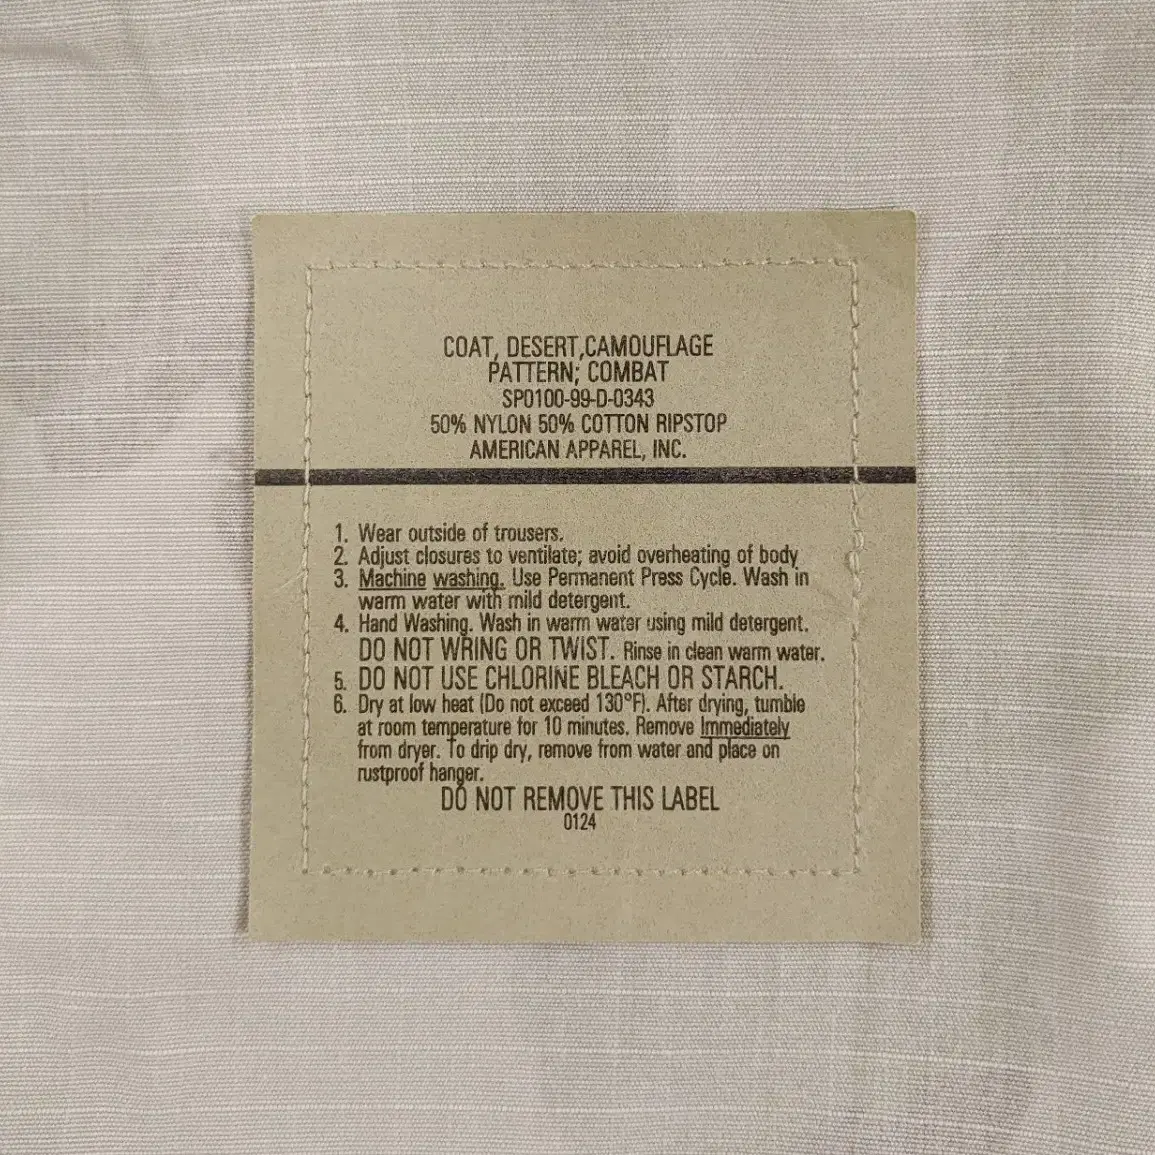 COAT, DESERT,CAMOUFLAGE
PATTERN; COMBAT
SP0100-99-D-0343
50% NYLON 50% COTTON RIPSTOP
AMERICAN APPAREL, INC.
1. Wear outside of trousers.
2. Adjust closures to ventilate; avoid overheating of body
3. Machine washing. Use Permanent Press Cycle. Wash in
warm water with mild detergent.
4. Hand Washing. Wash in warm water using mild detergent.
DO NOT WRING OR TWIST. Rinse in clean warm water.
5. DO NOT USE CHLORINE BLEACH OR STARCH.
6. Dry at low heat (Do not exceed 130°F). After drying, tumble
at room temperature for 10 minutes. Remove Immediately
from dryer. To drip dry, remove from water and place on
rustproof hanger.
DO NOT REMOVE THIS LABEL
0124